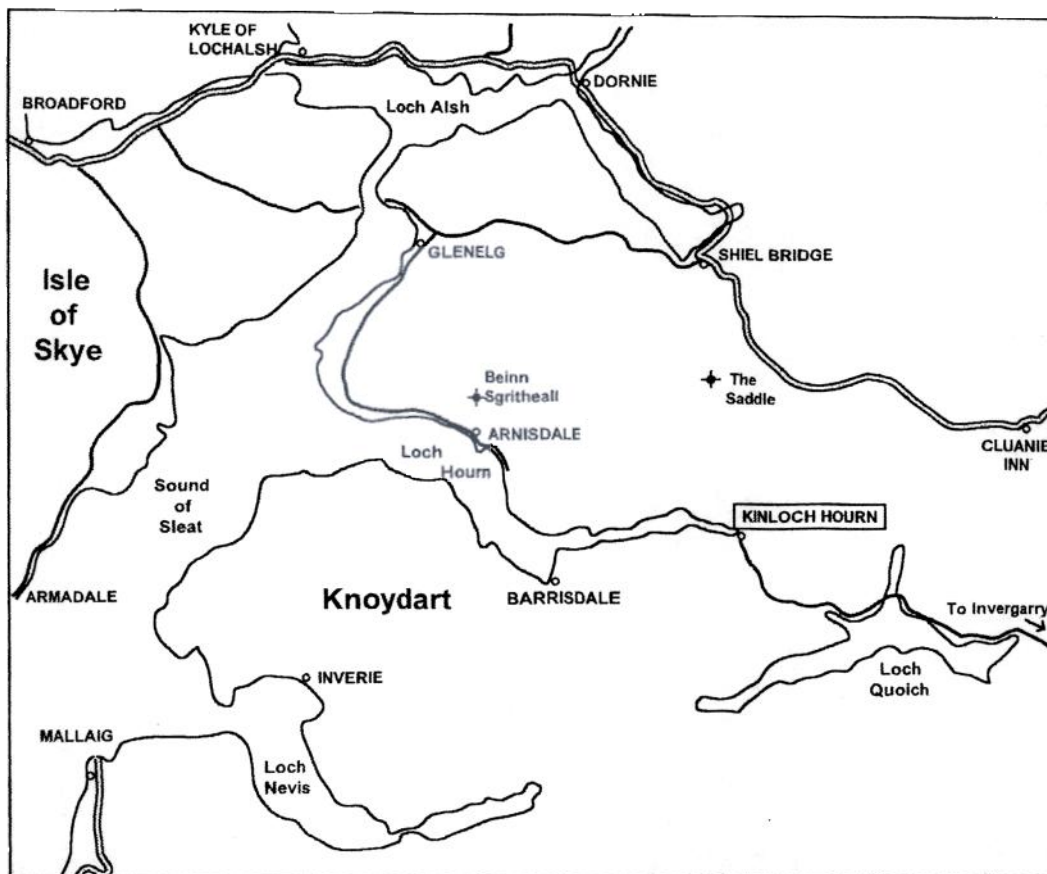 KYLE OF
LOCHALSH
DORNIE
Loch Alsh
BROADFORD
GLENELG
SHIEL BRIDGE
Isle
of
Skye
Beinn
Sgritheall
The
Saddle
ARNISDALE
CLUANIE
INN
Loch
Hourn
Sound
of
Sleat
KINLOCH HOURN
ARMADALE
Knoydart
BARRISDALE
To Invergarry
Loch
Quoich
INVERIE
MALLAIG
Loch
Nevis